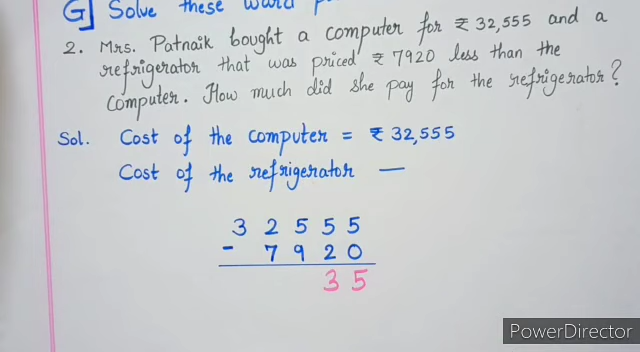 G] Solve these word
2. Mrs. Patnaik bought a computer for ₹ 32,555 and a
refrigerator that was priced ₹ 7920 less than the
Computer. How much did she pay for the refrigerator?
Sol. Cost of the computer = ₹ 32,555
Cost of the refrigerator —
3 2 5 5 5
- 7 9 2 0
3 5
PowerDirector